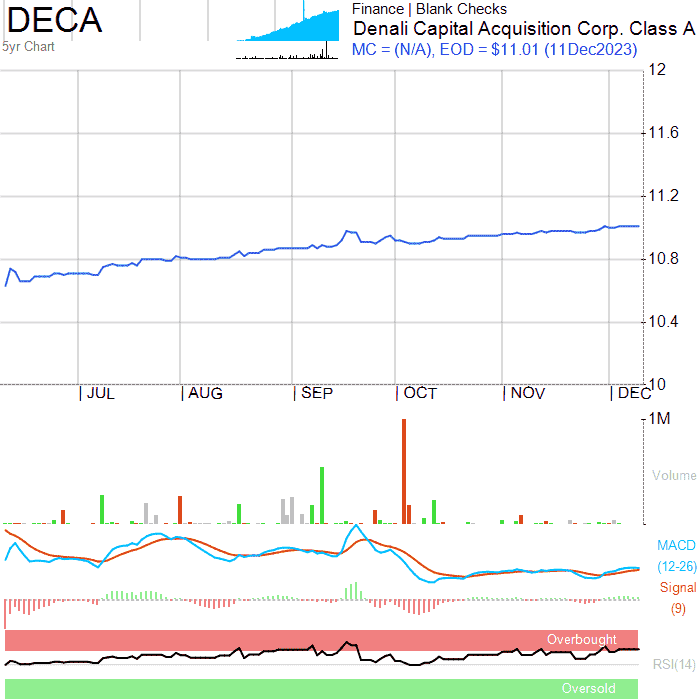 DECA
5yr Chart
Finance | Blank Checks
Denali Capital Acquisition Corp. Class A
MC = (N/A), EOD = $11.01 (11Dec2023)
12
11.6
11.2
10.8
10.4
10
| JUL | AUG | SEP | OCT | NOV | DEC
1M
Volume
MACD
(12-26)
Signal
(9)
Overbought
RSI(14)
Oversold